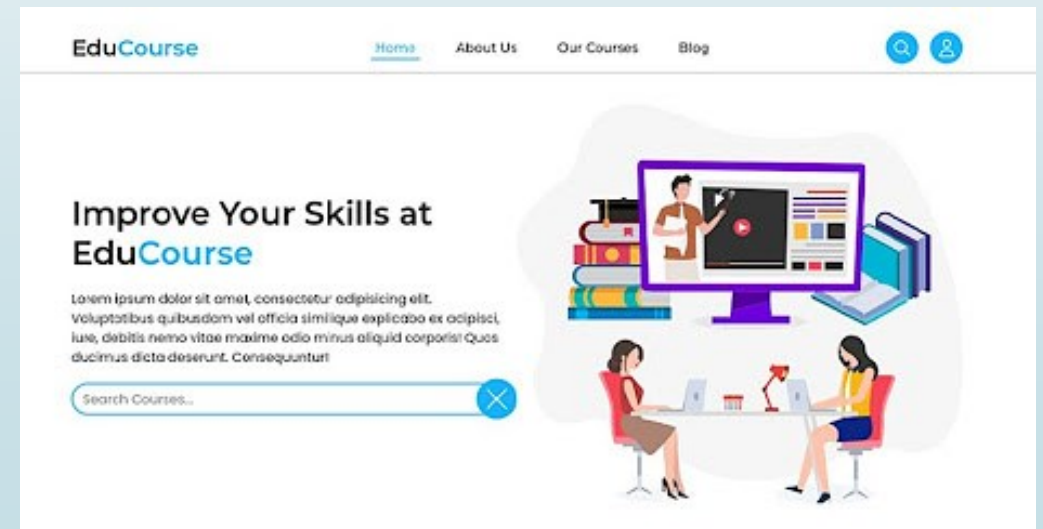 EduCourse
Home About Us Our Courses Blog
Improve Your Skills at
EduCourse
Lorem ipsum dolor sit amet, consectetur adipisicing elit.
Voluptatibus quibusdam vel officia similique explicabo ex adipisci,
iure, debitis nemo vitae maxime odio minus aliquid corporis! Quos
ducimus dicta deserunt. Consequuntur!
Search Courses...